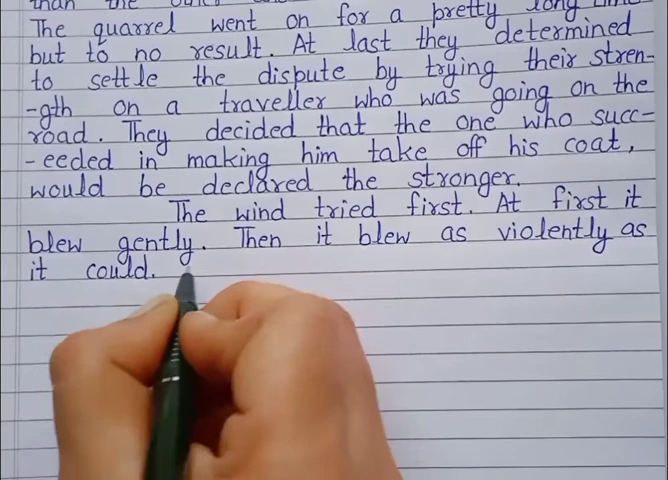 than the
The quarrel went on for a pretty long time
but to no result. At last they determined
to settle the dispute by trying their stren-
-gth on a traveller who was going on the
road. They decided that the one who succ-
-eeded in making him take off his coat,
would be declared the stronger.
The wind tried first. At first it
blew gently. Then it blew as violently as
it could.